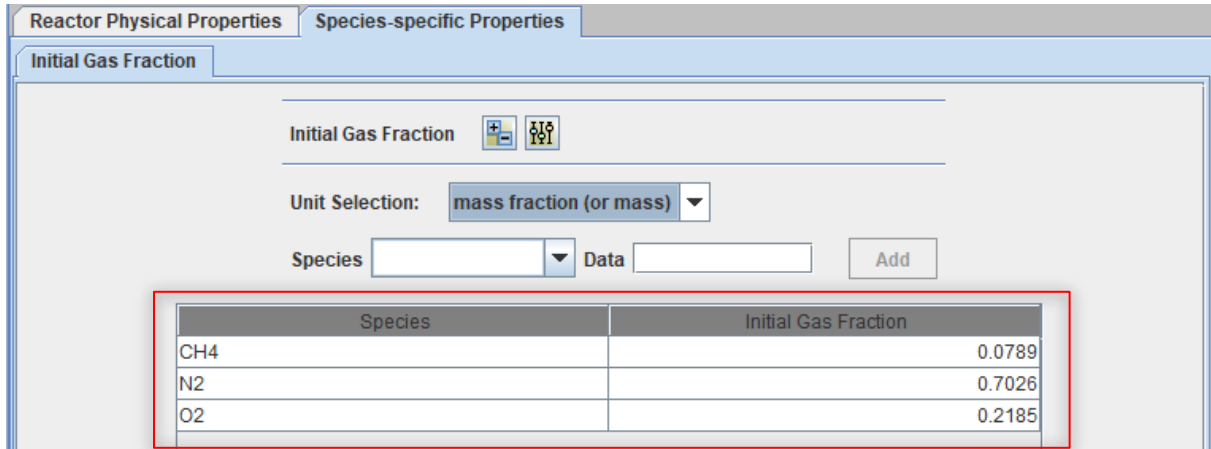 Reactor Physical Properties Species-specific Properties
Initial Gas Fraction
Initial Gas Fraction
Unit Selection: mass fraction (or mass)
Species Data Add
Species Initial Gas Fraction
CH4 0.0789
N2 0.7026
O2 0.2185